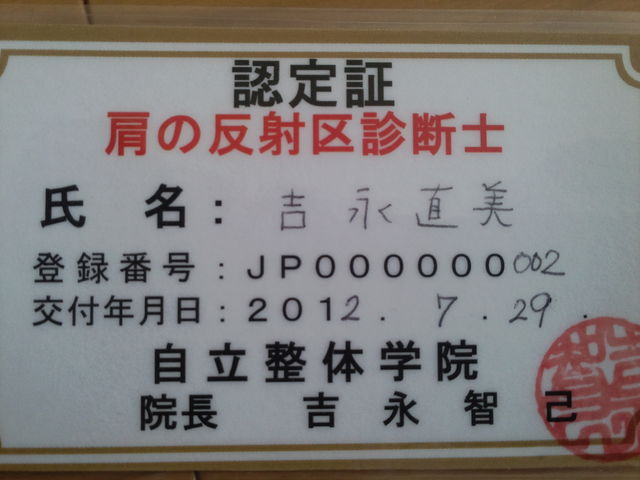 認定証
肩の反射区診断士
氏　名：吉永直美
登録番号：ＪＰ００００００002
交付年月日：２０１2．7．29．
自立整体学院
院長　吉永智己